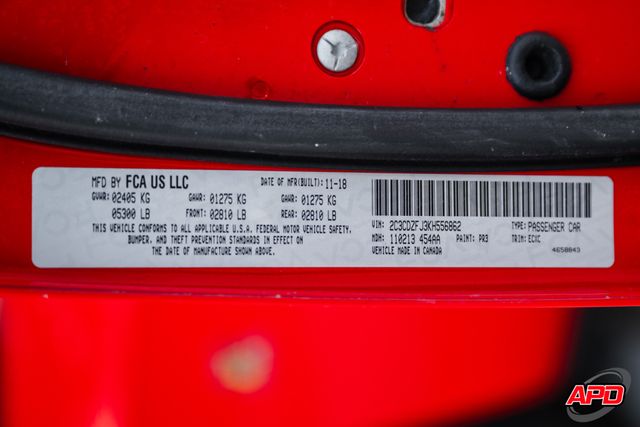 MFD BY FCA US LLC DATE OF MFR(BUILT): 11-18
GVWR: 02405 KG GAWR: 01275 KG GAWR: 01275 KG
05300 LB FRONT: 02810 LB REAR: 02810 LB
THIS VEHICLE CONFORMS TO ALL APPLICABLE U.S.A. FEDERAL MOTOR VEHICLE SAFETY,
BUMPER, AND THEFT PREVENTION STANDARDS IN EFFECT ON
THE DATE OF MANUFACTURE SHOWN ABOVE.
VIN: 2C3CDZFJ3KH556862 TYPE: PASSENGER CAR
MDH: 110213 454AA PAINT: PR3 TRIM: ECXC
VEHICLE MADE IN CANADA 4658843
APD